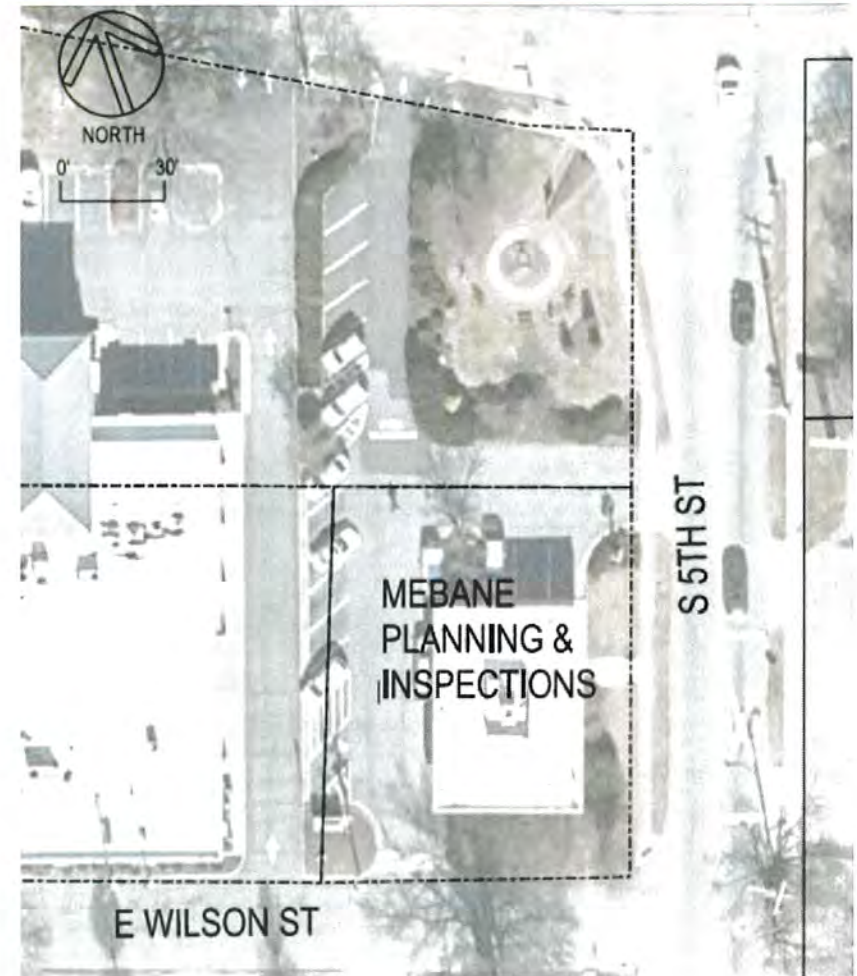 NORTH
0' 30'
MEBANE
PLANNING &
INSPECTIONS
S 5TH ST
E WILSON ST